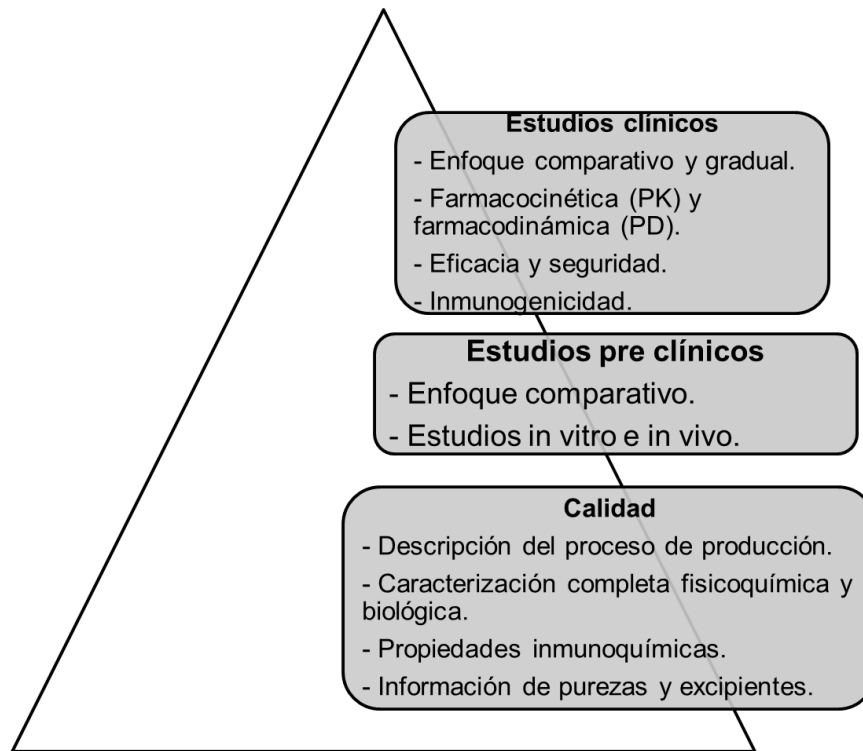 Estudios clínicos
- Enfoque comparativo y gradual.
- Farmacocinética (PK) y
farmacodinámica (PD).
- Eficacia y seguridad.
- Inmunogenicidad.
Estudios pre clínicos
- Enfoque comparativo.
- Estudios in vitro e in vivo.
Calidad
- Descripción del proceso de producción.
- Caracterización completa fisicoquímica y
biológica.
- Propiedades inmunoquímicas.
- Información de purezas y excipientes.